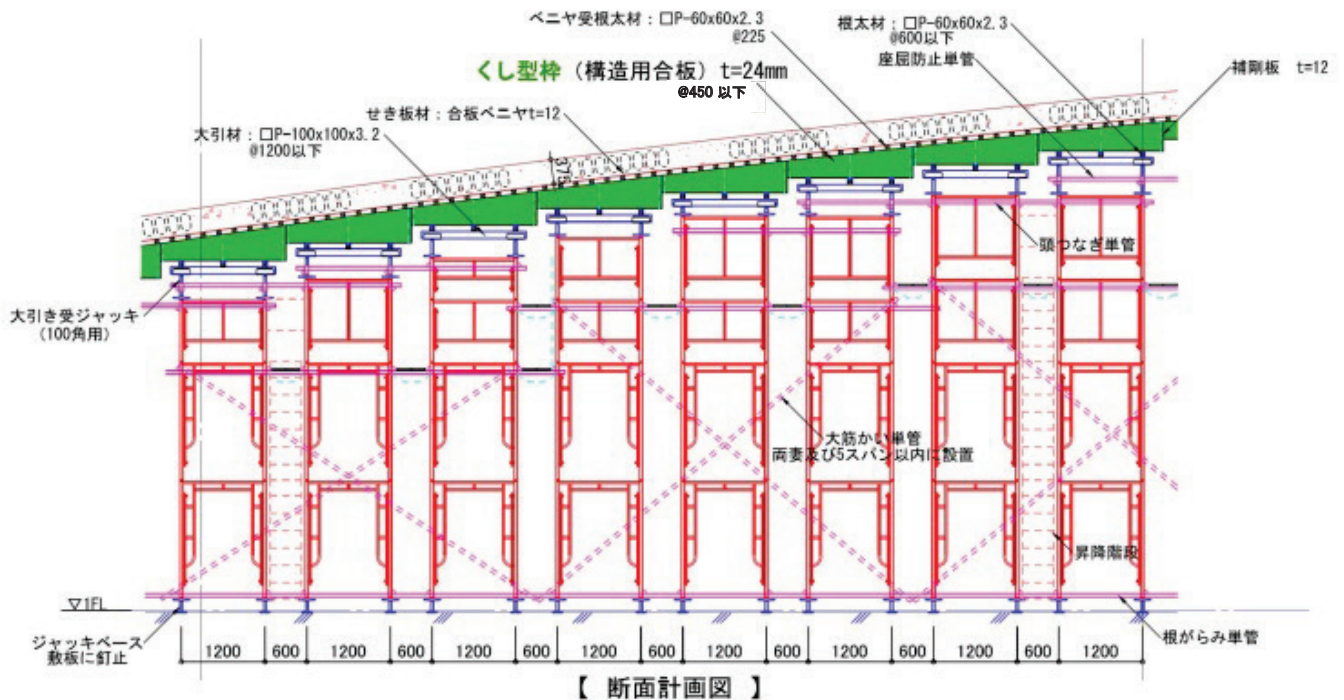 ベニヤ受根太材：□P-60x60x2.3
@225
根太材：□P-60x60x2.3
@600以下
座屈防止単管
くし型枠（構造用合板）t=24mm
@450 以下
補剛板 t=12
せき板材：合板ベニヤt=12
大引材：□P-100x100x3.2
@1200以下
375
頭つなぎ単管
大引き受ジャッキ
（100角用）
大筋かい単管
両妻及び5スパン以内に設置
昇降階段
▽1FL
ジャッキベース
敷板に釘止
根がらみ単管
1200 600 1200 600 1200 600 1200 600 1200 600 1200 600 1200 600 1200
【 断面計画図 】